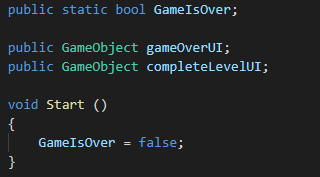 public static bool GameIsOver;
public GameObject gameOverUI;
public GameObject completeLevelUI;
void Start ()
{
GameIsOver = false;
}